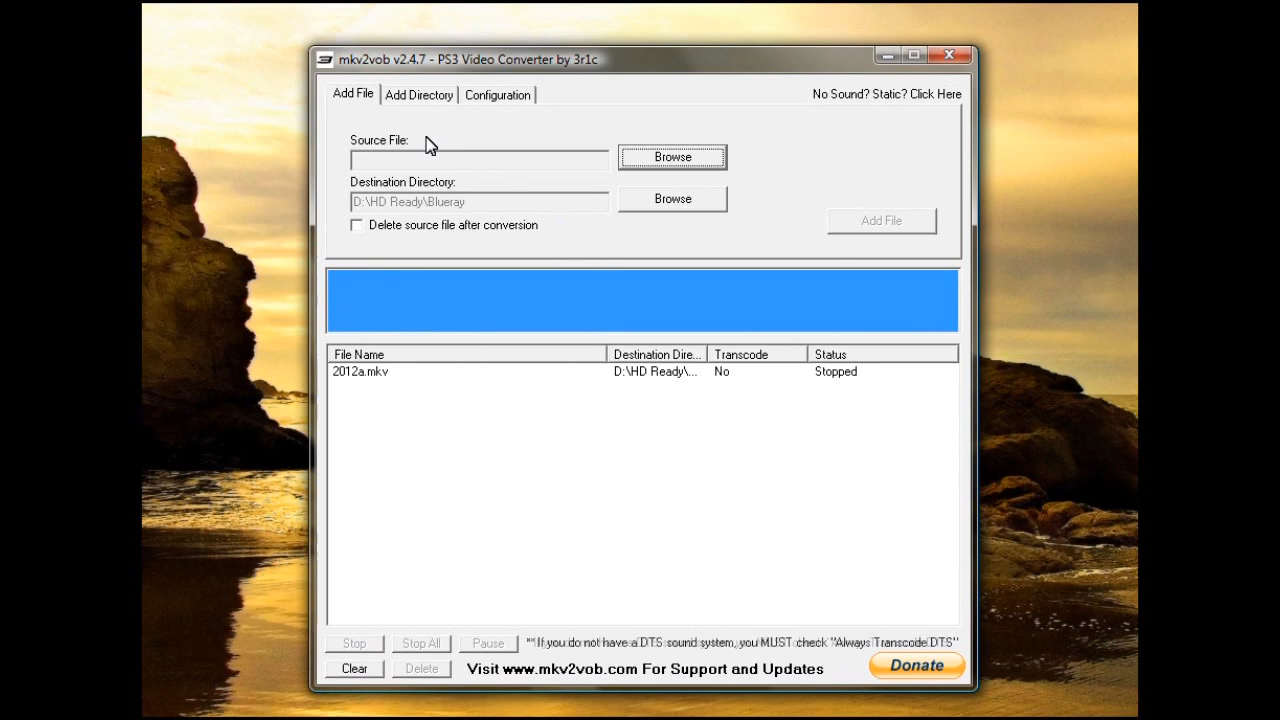 mkv2vob v2.4.7 - PS3 Video Converter by 3r1c
Add File Add Directory Configuration No Sound? Static? Click Here
Source File:
Browse
Destination Directory:
D:\HD Ready\Blueray Browse
Delete source file after conversion Add File
File Name Destination Dire... Transcode Status
2012a.mkv D:\HD Ready\... No Stopped
Stop Stop All Pause **If you do not have a DTS sound system, you MUST check "Always Transcode DTS"
Clear Delete Visit www.mkv2vob.com For Support and Updates Donate